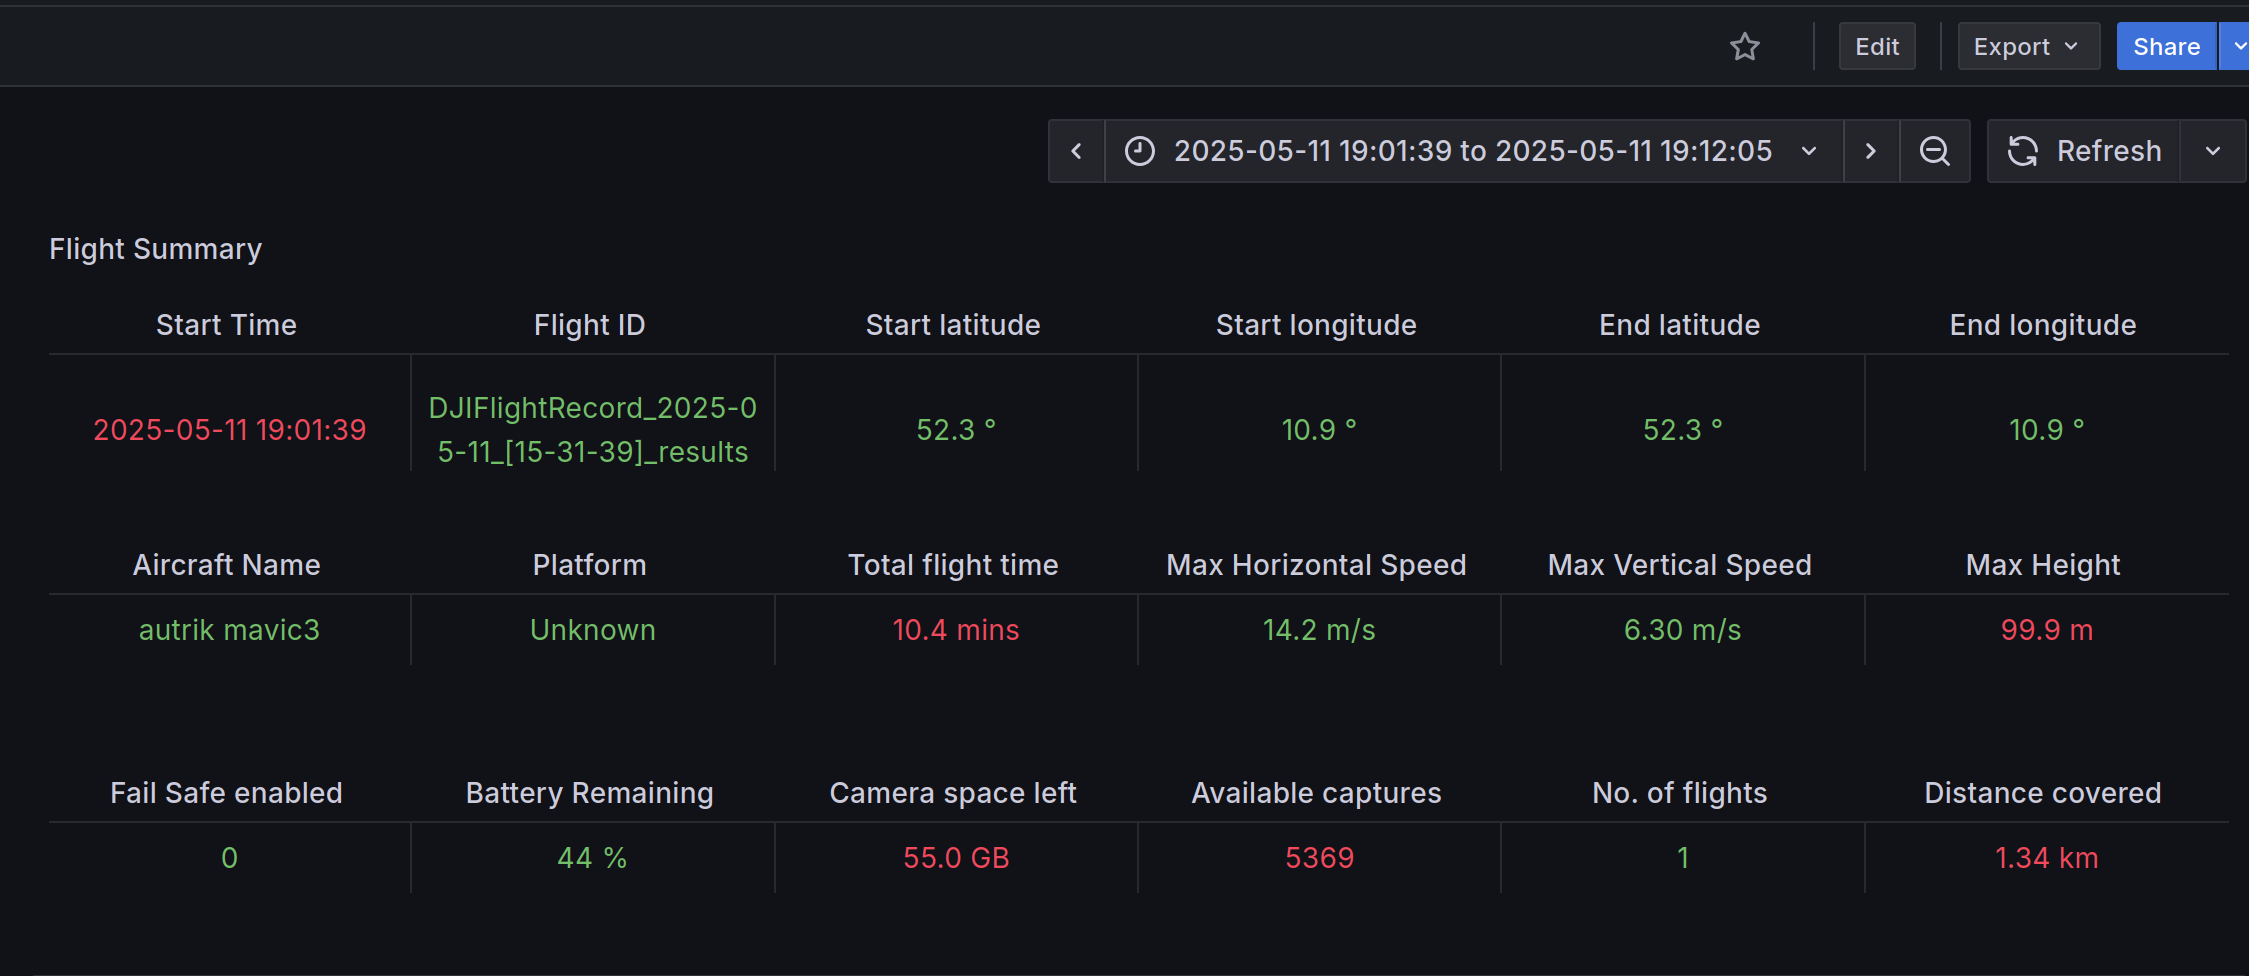 Edit
Export
Share
2025-05-11 19:01:39 to 2025-05-11 19:12:05
Refresh
Flight Summary
Start Time Flight ID Start latitude Start longitude End latitude End longitude
2025-05-11 19:01:39 DJIFlightRecord_2025-0 52.3 ° 10.9 ° 52.3 ° 10.9 °
5-11_[15-31-39]_results
Aircraft Name Platform Total flight time Max Horizontal Speed Max Vertical Speed Max Height
autrik mavic3 Unknown 10.4 mins 14.2 m/s 6.30 m/s 99.9 m
Fail Safe enabled Battery Remaining Camera space left Available captures No. of flights Distance covered
0 44 % 55.0 GB 5369 1 1.34 km